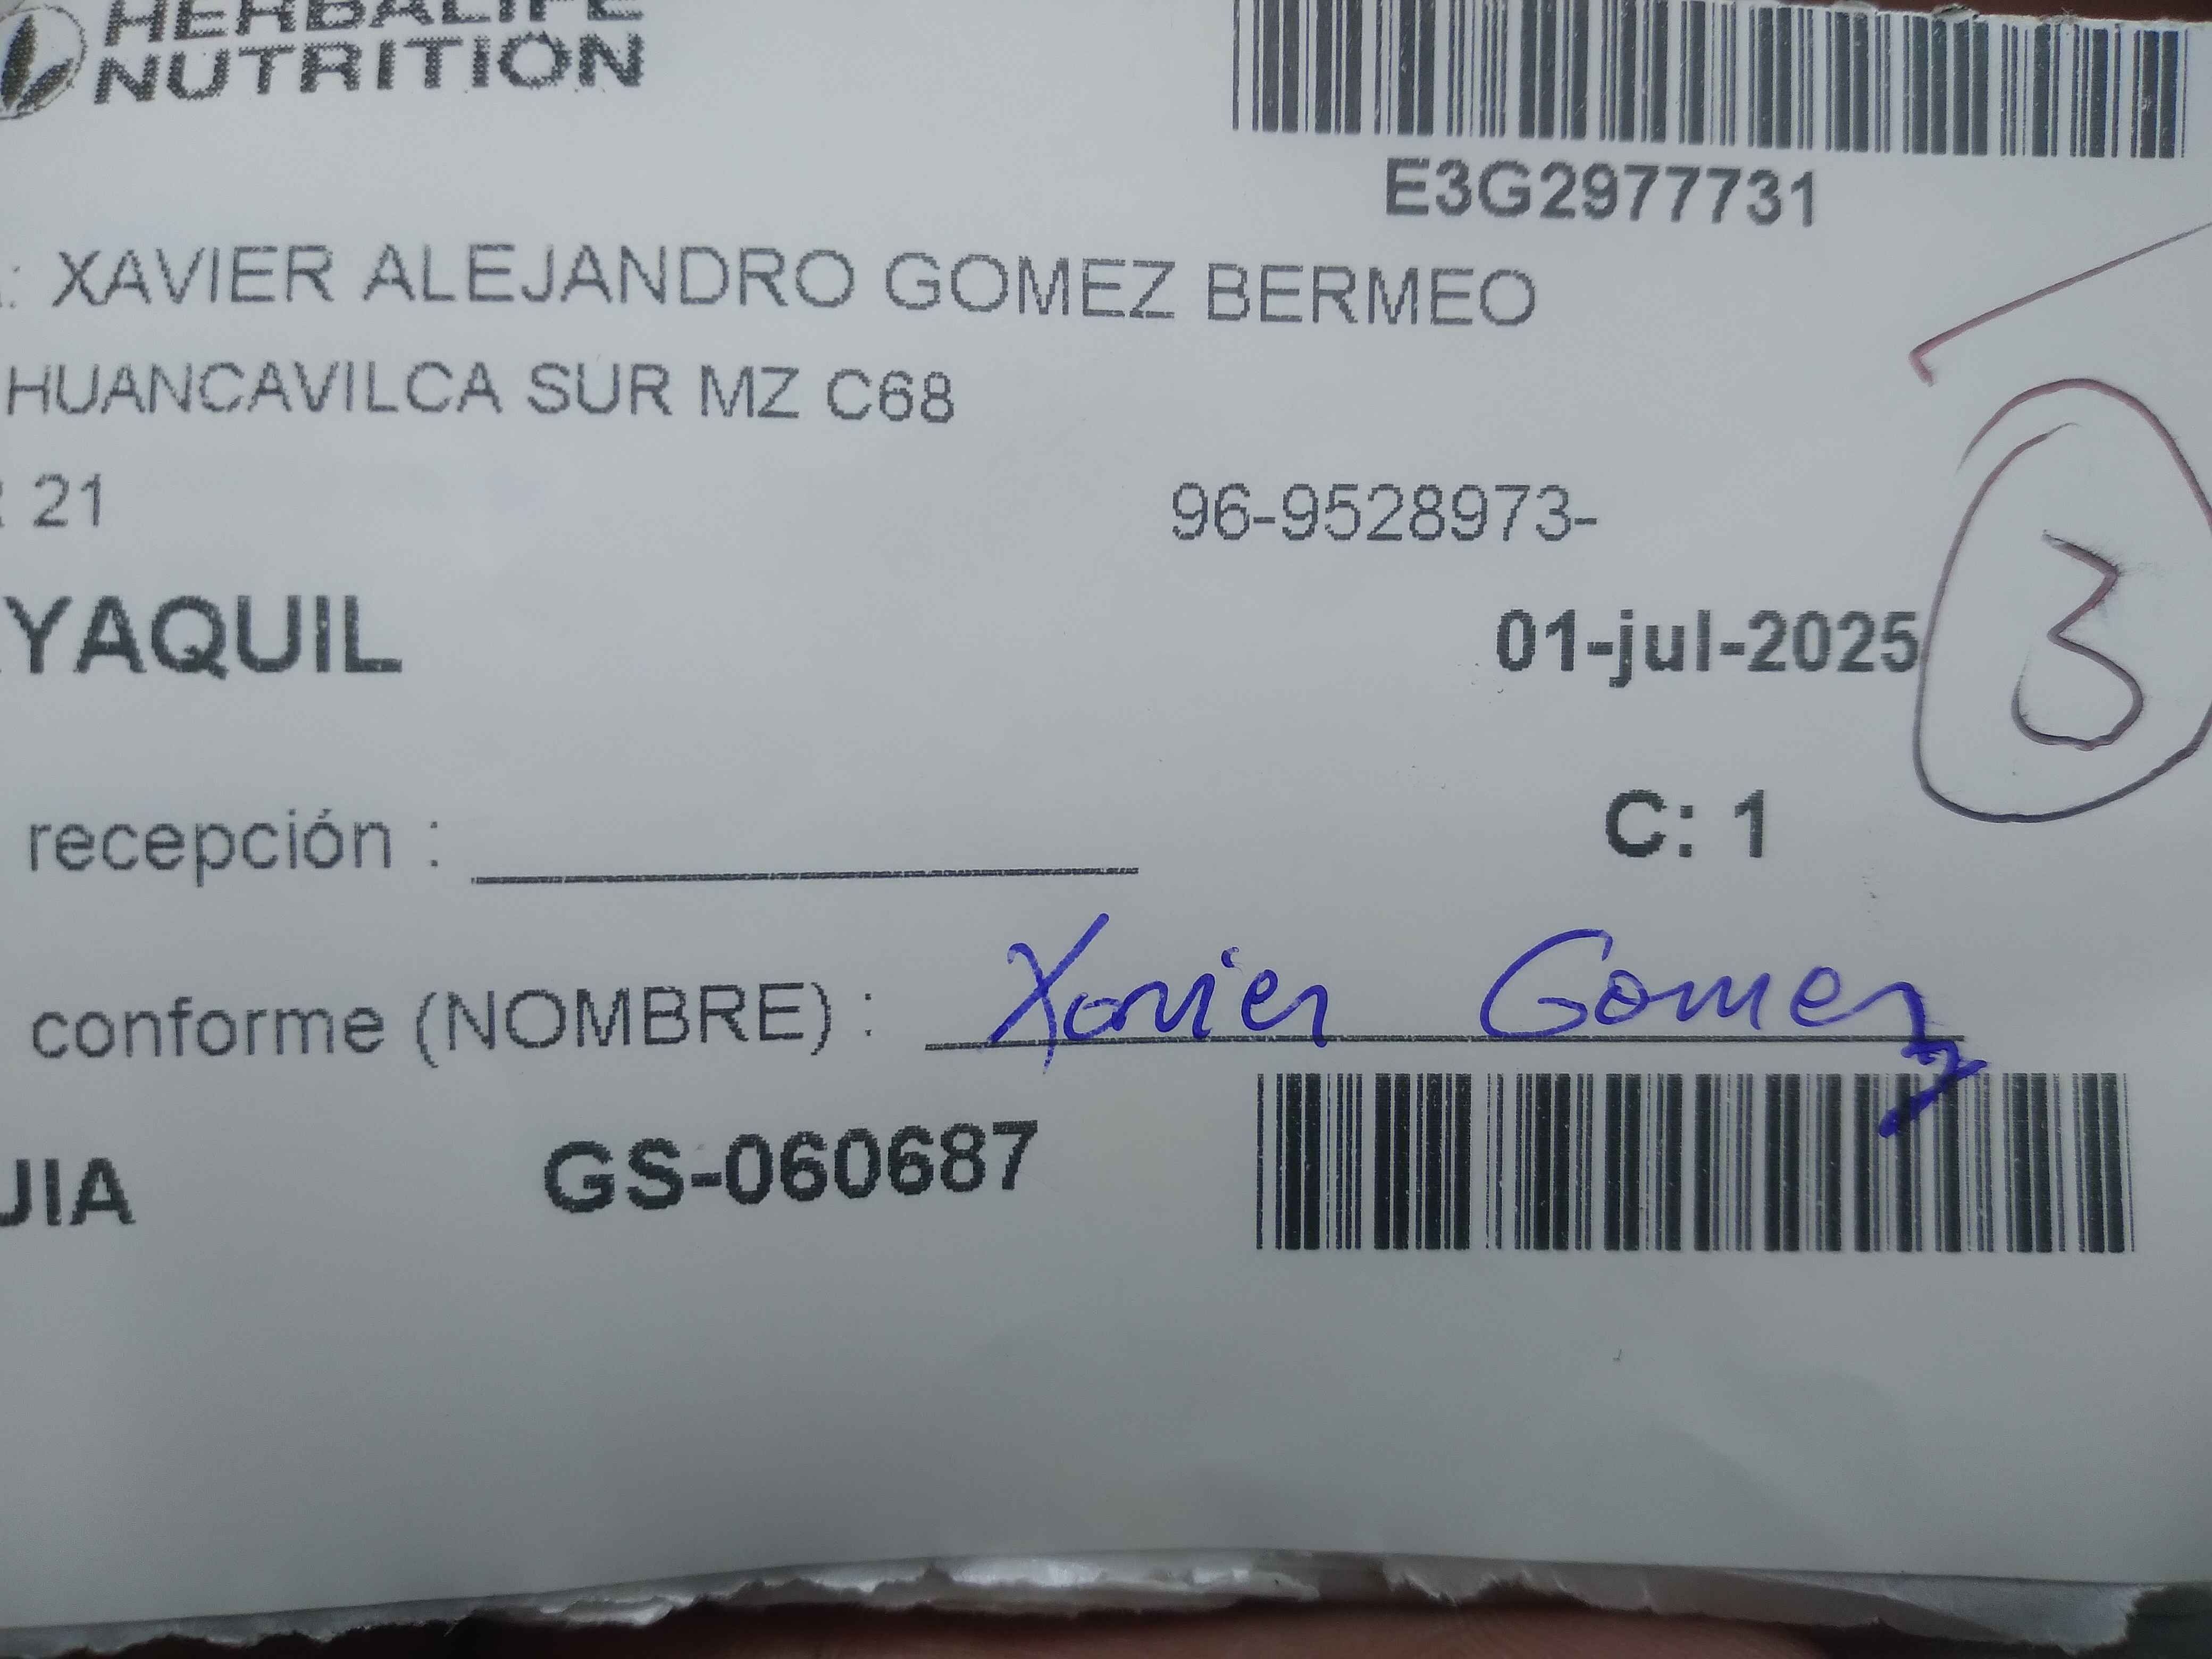 HERBALIFE
NUTRITION
E3G2977731
: XAVIER ALEJANDRO GOMEZ BERMEO
HUANCAVILCA SUR MZ C68
21
96-9528973-
YAQUIL
01-jul-2025
3
recepción :
C: 1
conforme (NOMBRE) : Xavier Gomez
JIA
GS-060687